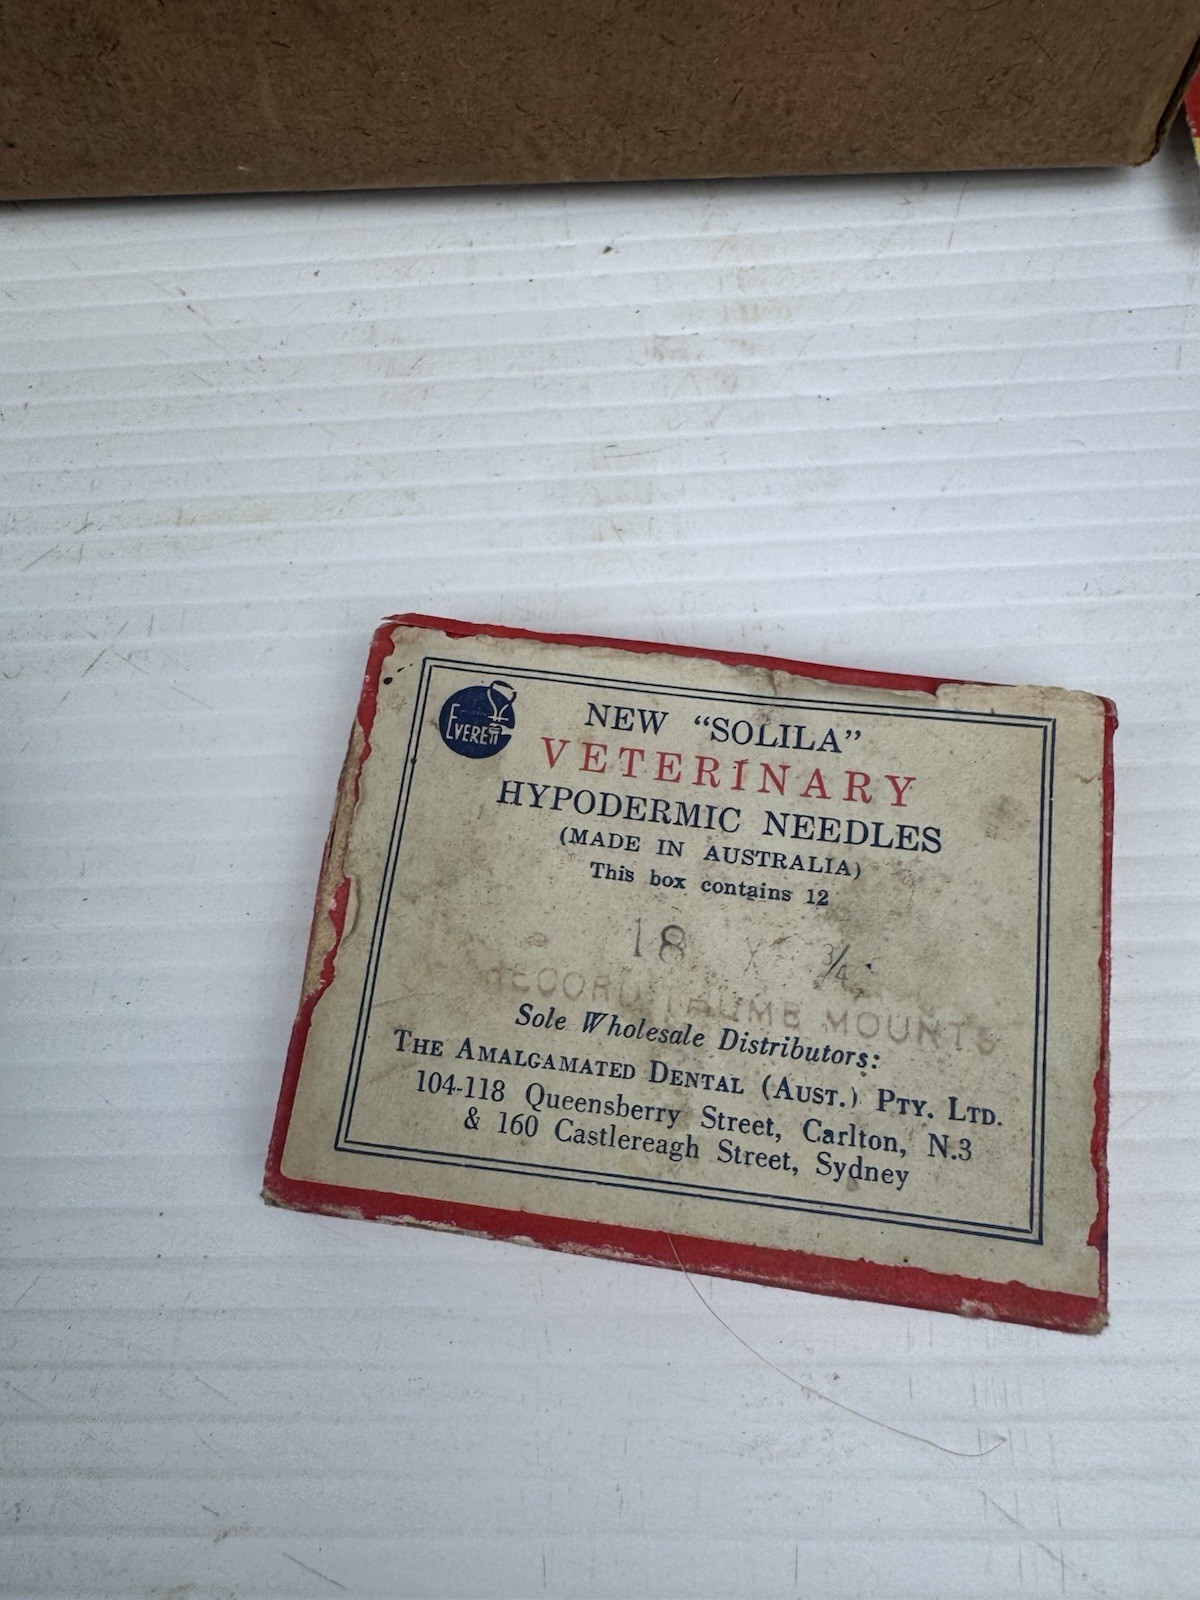 EVERETT
NEW "SOLILA"
VETERINARY
HYPODERMIC NEEDLES
(MADE IN AUSTRALIA)
This box contains 12
18 X 3/4
RECORD THUMB MOUNTS
Sole Wholesale Distributors:
THE AMALGAMATED DENTAL (AUST.) PTY. LTD.
104-118 Queensberry Street, Carlton, N.3
& 160 Castlereagh Street, Sydney